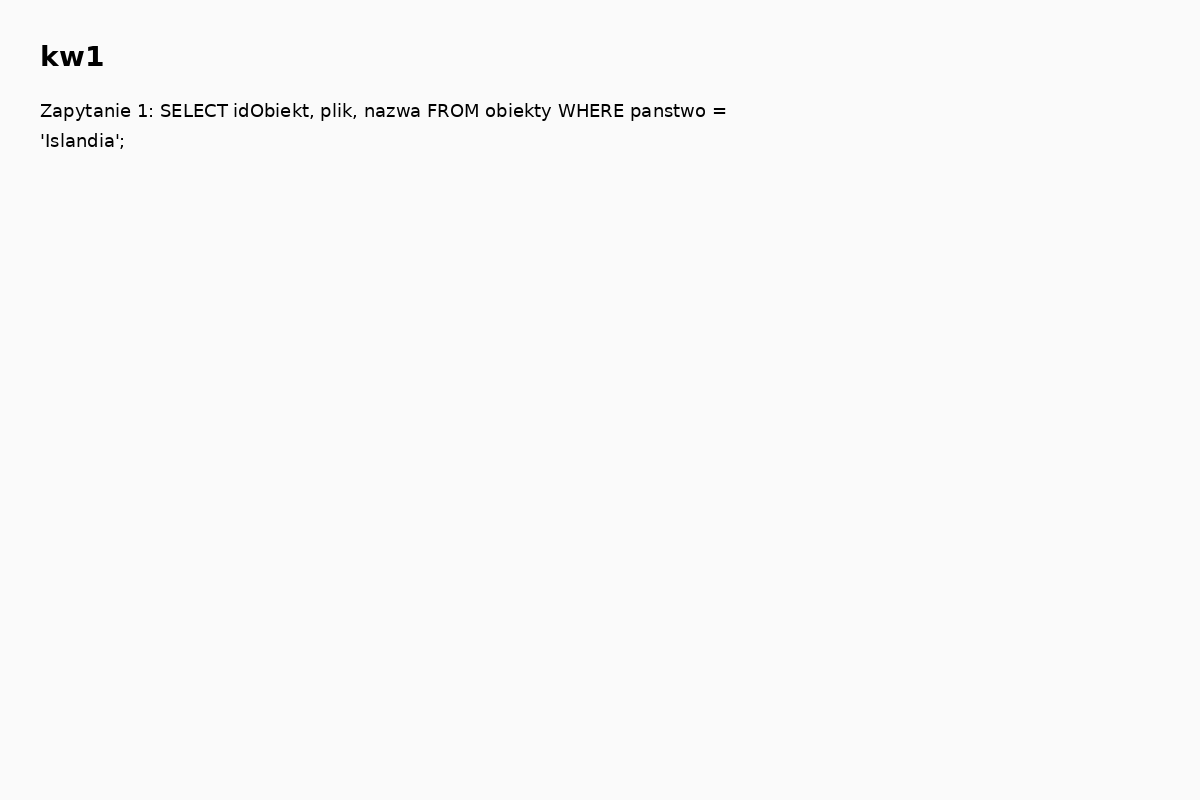 kw1
Zapytanie 1: SELECT idObiekt, plik, nazwa FROM obiekty WHERE panstwo =
'Islandia';